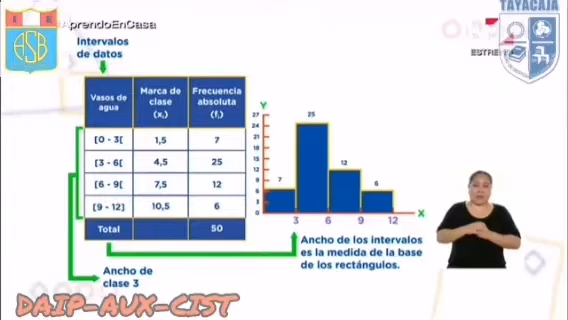 I E
ASB
#AprendoEnCasa
TAYACAJA
ESTRE
Intervalos
de datos
Vasos de agua | Marca de clase (xᵢ) | Frecuencia absoluta (fᵢ)
[0 - 3[ 1,5 7
[3 - 6[ 4,5 25
[6 - 9[ 7,5 12
[9 - 12] 10,5 6
Total 50
Y
27
24
21
18
15
12
9
6
3
0
7
25
12
6
3 6 9 12 X
Ancho de los intervalos
es la medida de la base
de los rectángulos.
Ancho de
clase 3
DAIP-AUX-CIST